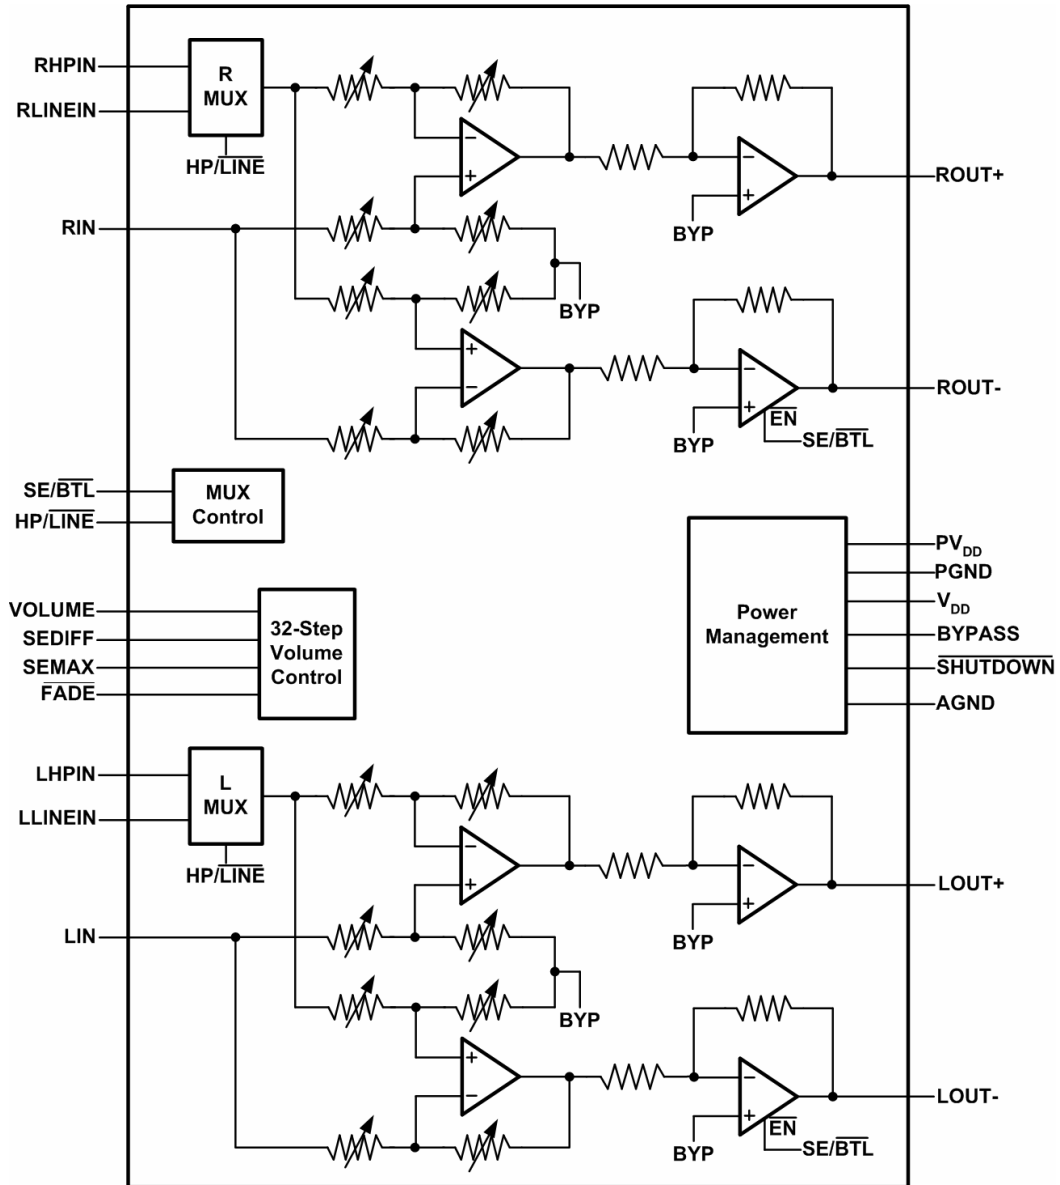 RHPIN
RLINEIN
R
MUX
HP/LINE
RIN
−
+
BYP
+
−
−
+
BYP
ROUT+
−
+
BYP
EN
SE/BTL
ROUT-
SE/BTL
HP/LINE
MUX
Control
VOLUME
SEDIFF
SEMAX
FADE
32-Step
Volume
Control
Power
Management
PVDD
PGND
VDD
BYPASS
SHUTDOWN
AGND
LHPIN
LLINEIN
L
MUX
HP/LINE
LIN
−
+
BYP
+
−
−
+
BYP
LOUT+
−
+
BYP
EN
SE/BTL
LOUT-